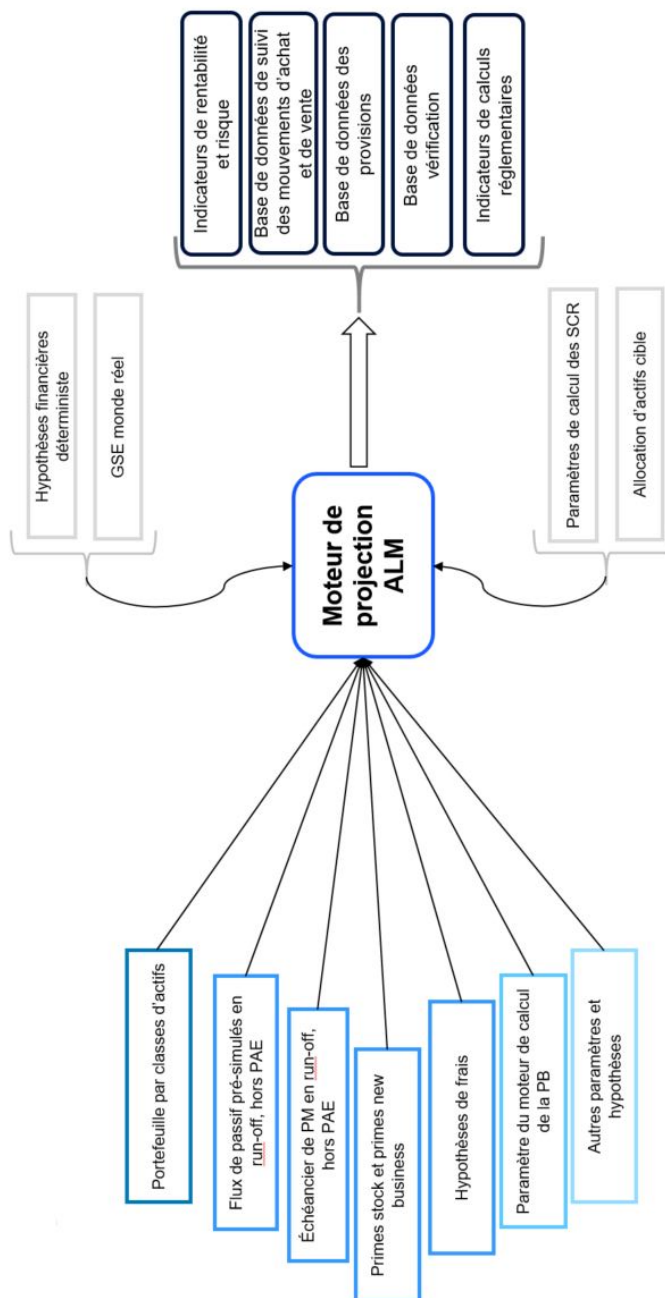 Portefeuille par classes d'actifs
Flux de passif pré-simulés en
run-off, hors PAE
Échéancier de PM en run-off,
hors PAE
Primes stock et primes new
business
Hypothèses de frais
Paramètre du moteur de calcul
de la PB
Autres paramètres et
hypothèses
Hypothèses financières
déterministe
GSE monde réel
Moteur de
projection
ALM
Paramètres de calcul des SCR
Allocation d'actifs cible
Indicateurs de rentabilité
et risque
Base de données de suivi
des mouvements d'achat
et de vente
Base de données des
provisions
Base de données
vérification
Indicateurs de calculs
réglementaires